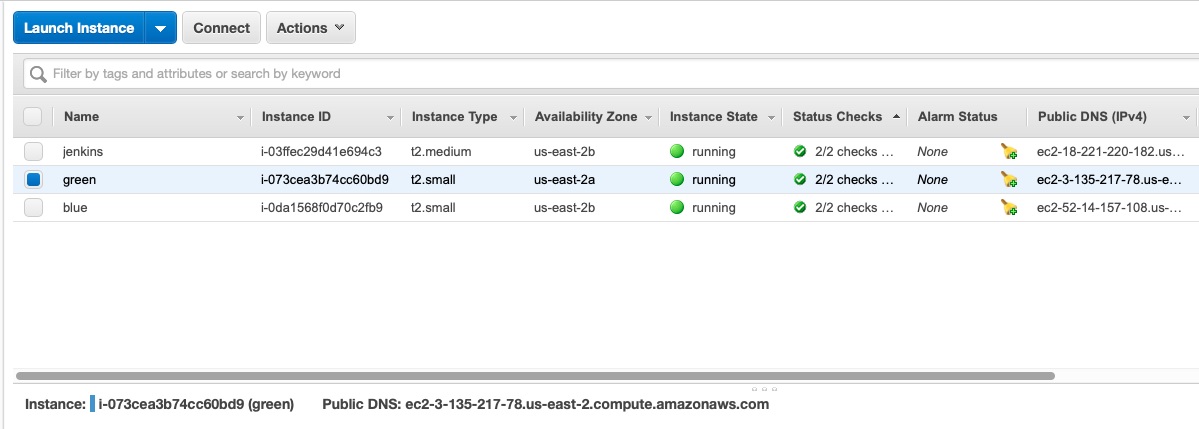 Launch Instance Connect Actions
Filter by tags and attributes or search by keyword
Name Instance ID Instance Type Availability Zone Instance State Status Checks Alarm Status Public DNS (IPv4)
jenkins i-03ffec29d41e694c3 t2.medium us-east-2b running 2/2 checks ... None ec2-18-221-220-182.us...
green i-073cea3b74cc60bd9 t2.small us-east-2a running 2/2 checks ... None ec2-3-135-217-78.us-e...
blue i-0da1568f0d70c2fb9 t2.small us-east-2b running 2/2 checks ... None ec2-52-14-157-108.us-...
Instance: i-073cea3b74cc60bd9 (green) Public DNS: ec2-3-135-217-78.us-east-2.compute.amazonaws.com